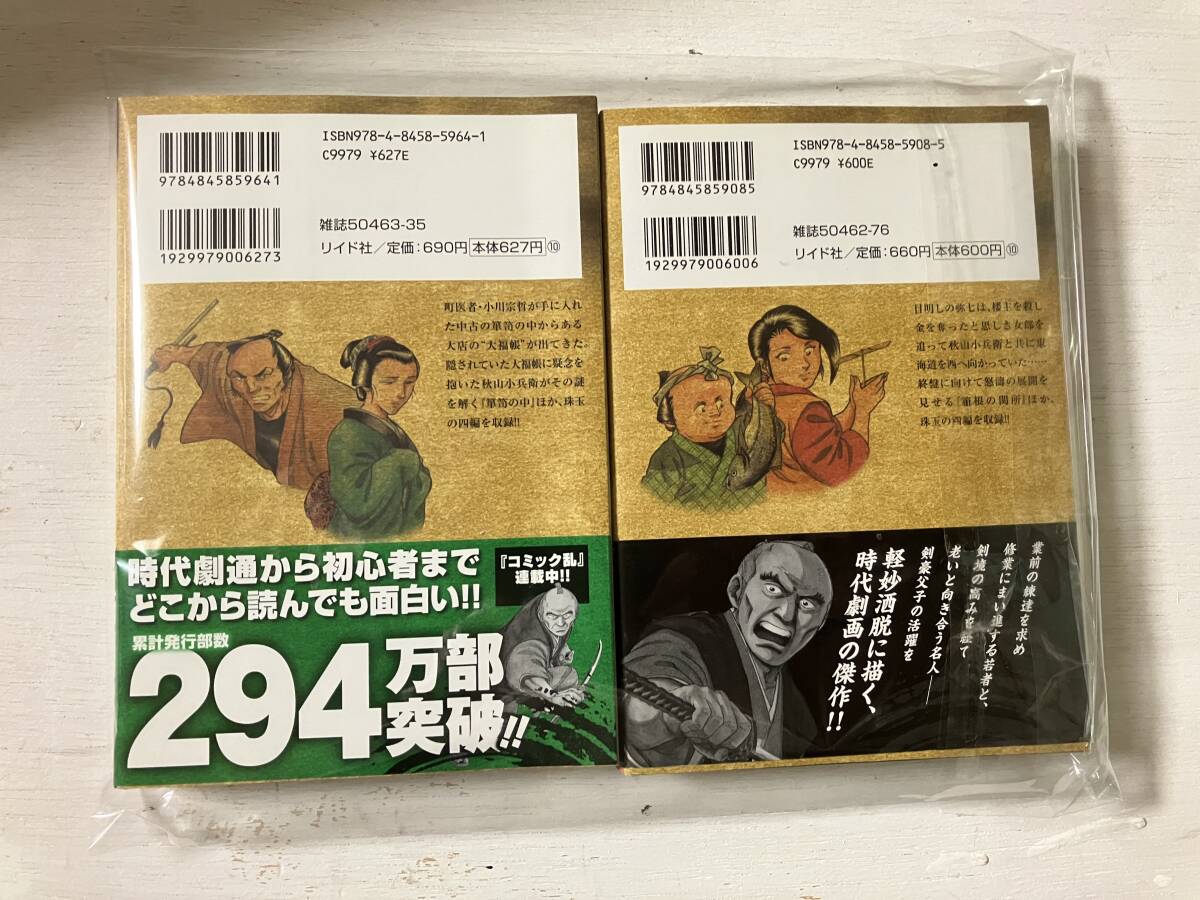 ISBN978-4-8458-5964-1
C9979 ¥627E
9784845859641
雑誌50463-35
リイド社／定価：690円 本体627円 ⑩
1929979006273
町医者・小川宗哲が手に入れ
た中古の箪笥の中からある
大店の“大福帳”が出てきた。
隠されていた大福帳に疑念を
抱いた秋山小兵衛がその謎
を解く『箪笥の中』ほか、珠玉
の四編を収録!!
時代劇通から初心者まで
どこから読んでも面白い!!
『コミック乱』
連載中!!
累計発行部数
294万部
突破!!
ISBN978-4-8458-5908-5
C9979 ¥600E
9784845859085
雑誌50462-76
リイド社／定価：660円 本体600円 ⑩
1929979006006
目明しの弥七は、楼主を殺し
金を奪ったと思しき女郎を
追って秋山小兵衛と共に東
海道を西へ向かっていた……
終盤に向けて怒濤の展開を
見せる『箱根の関所』ほか、
珠玉の四編を収録!!
業前の練達を求め
修業にまい進する若者と、
剣境の高みを経て
老いと向き合う名人――
剣豪父子の活躍を
軽妙洒脱に描く、
時代劇画の傑作!!